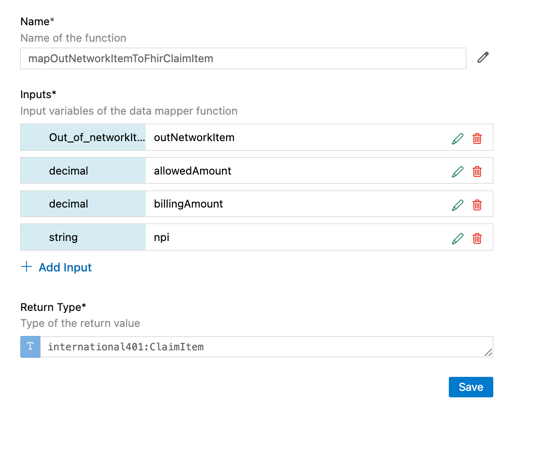 Name*
Name of the function
mapOutNetworkItemToFhirClaimItem
Inputs*
Input variables of the data mapper function
Out_of_networkIt... outNetworkItem
decimal allowedAmount
decimal billingAmount
string npi
+ Add Input
Return Type*
Type of the return value
T international401:ClaimItem
Save